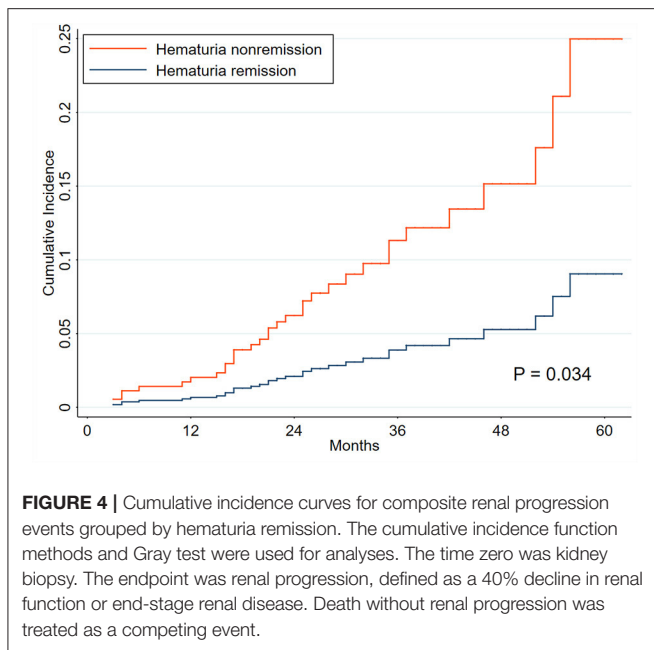 Hematuria nonremission
Hematuria remission
0.25
0.2
0.15
0.1
0.05
0
Cumulative Incidence
0 12 24 36 48 60
Months
P = 0.034
FIGURE 4 | Cumulative incidence curves for composite renal progression
events grouped by hematuria remission. The cumulative incidence function
methods and Gray test were used for analyses. The time zero was kidney
biopsy. The endpoint was renal progression, defined as a 40% decline in renal
function or end-stage renal disease. Death without renal progression was
treated as a competing event.